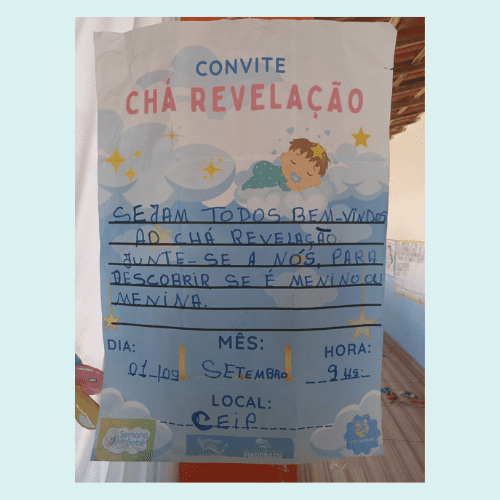 CONVITE
CHÁ REVELAÇÃO
SEJAM TODOS BEM-VINDOS
AO CHÁ REVELAÇÃO
JUNTE-SE A NÓS, PARA
DESCOBRIR SE É MENINO OU
MENINA.
DIA: MÊS: HORA:
01/09 SETEMBRO 9 HS
LOCAL:
CEIP
Semana do Bebê